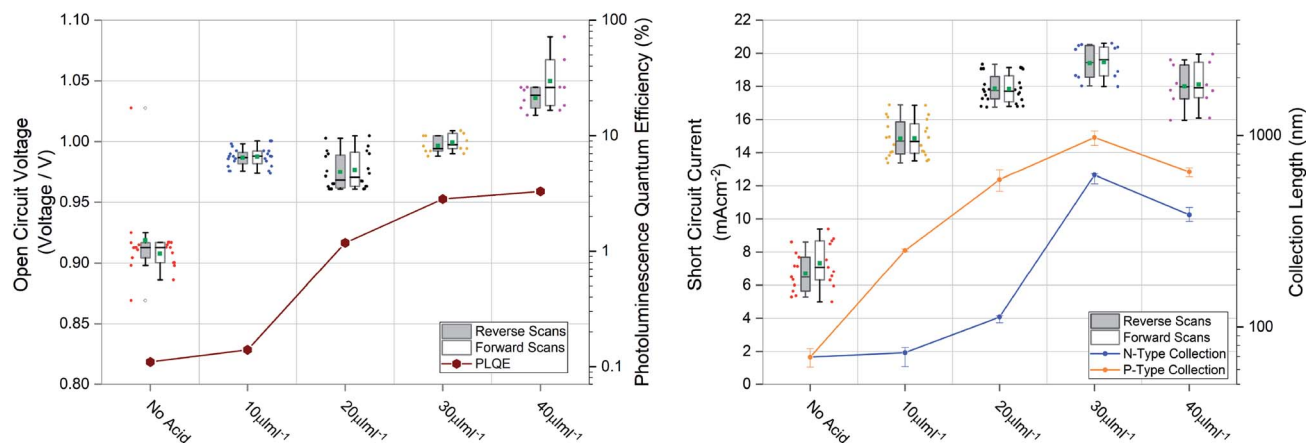 1.10
1.05
1.00
0.95
0.90
0.85
0.80
Open Circuit Voltage
(Voltage / V)
100
10
1
0.1
Photoluminescence Quantum Efficiency (%)
Reverse Scans
Forward Scans
PLQE
No Acid
10µlml-1
20µlml-1
30µlml-1
40µlml-1
22
20
18
16
14
12
10
8
6
4
2
0
Short Circuit Current
(mAcm-2)
1000
100
Collection Length (nm)
Reverse Scans
Forward Scans
N-Type Collection
P-Type Collection
No Acid
10µlml-1
20µlml-1
30µlml-1
40µlml-1